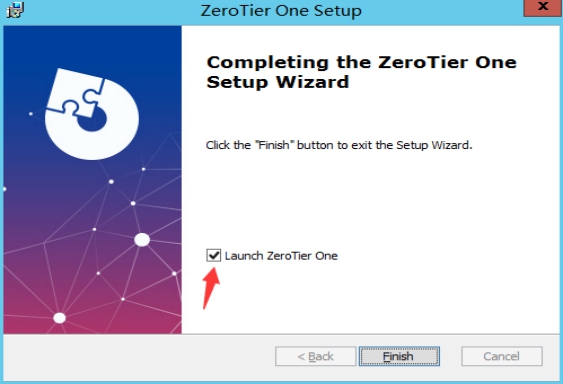 ZeroTier One Setup
x
Completing the ZeroTier One
Setup Wizard
Click the "Finish" button to exit the Setup Wizard.
Launch ZeroTier One
< Back
Finish
Cancel